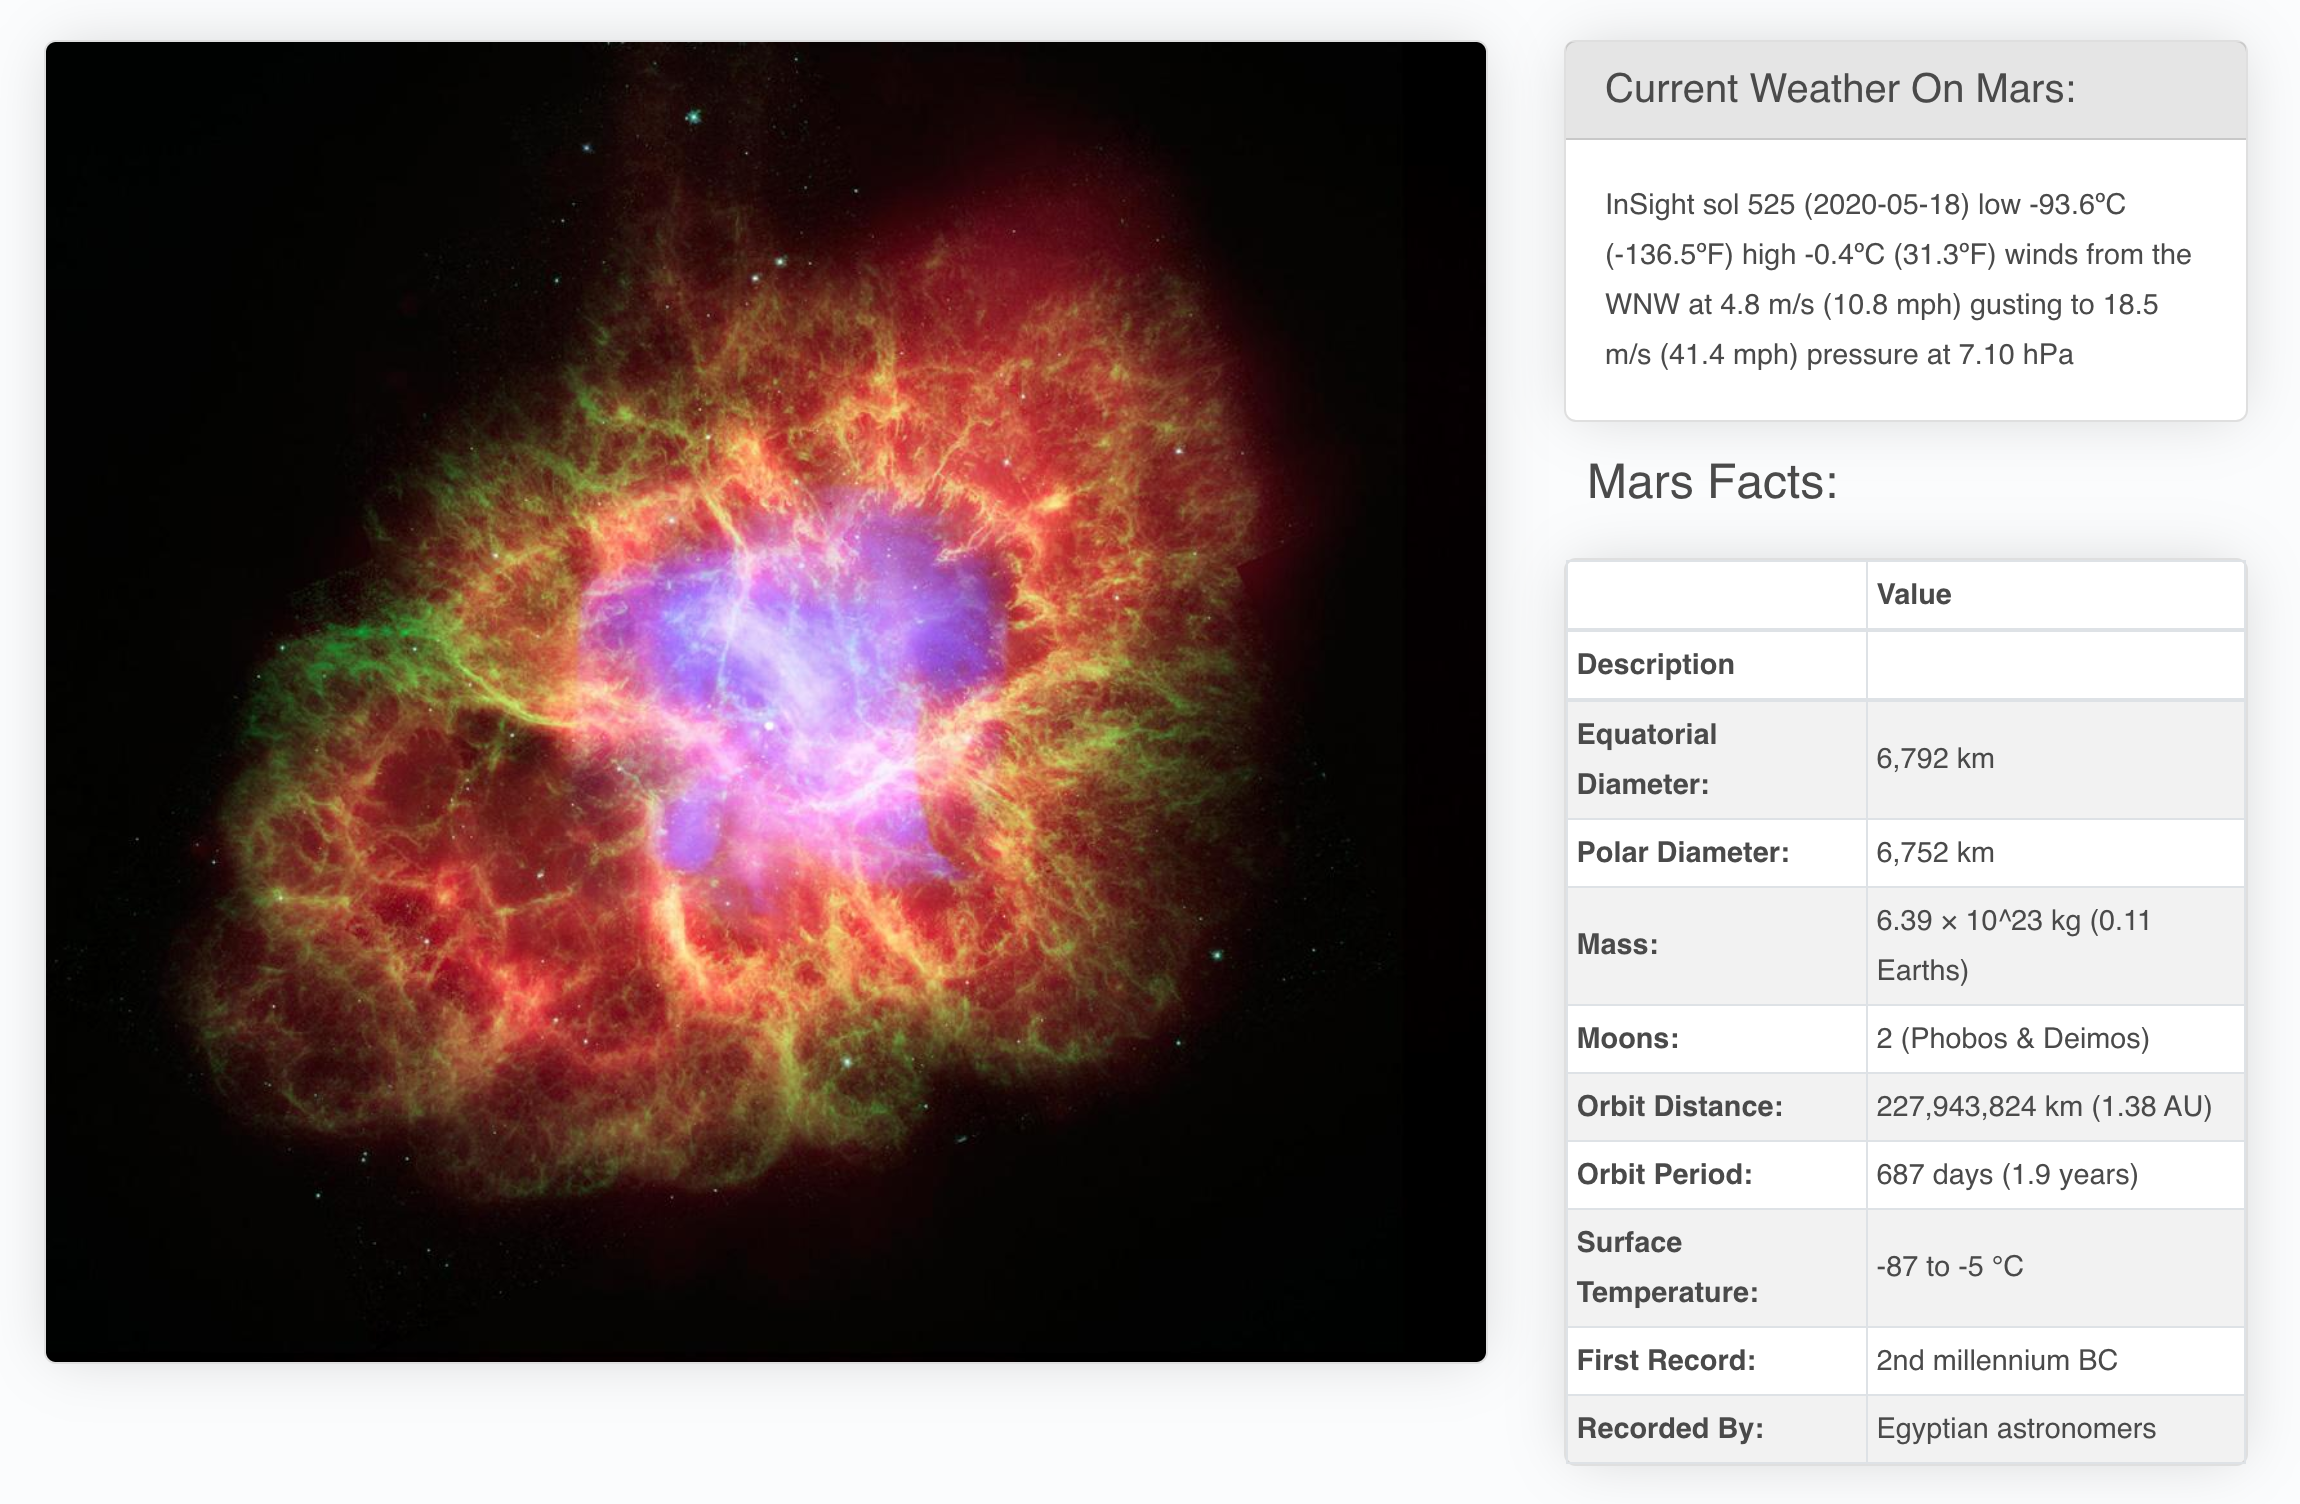 Current Weather On Mars:
InSight sol 525 (2020-05-18) low -93.6ºC
(-136.5ºF) high -0.4ºC (31.3ºF) winds from the
WNW at 4.8 m/s (10.8 mph) gusting to 18.5
m/s (41.4 mph) pressure at 7.10 hPa
Mars Facts:
Value
Description
Equatorial
Diameter:
6,792 km
Polar Diameter:
6,752 km
Mass:
6.39 × 10^23 kg (0.11
Earths)
Moons:
2 (Phobos & Deimos)
Orbit Distance:
227,943,824 km (1.38 AU)
Orbit Period:
687 days (1.9 years)
Surface
Temperature:
-87 to -5 °C
First Record:
2nd millennium BC
Recorded By:
Egyptian astronomers